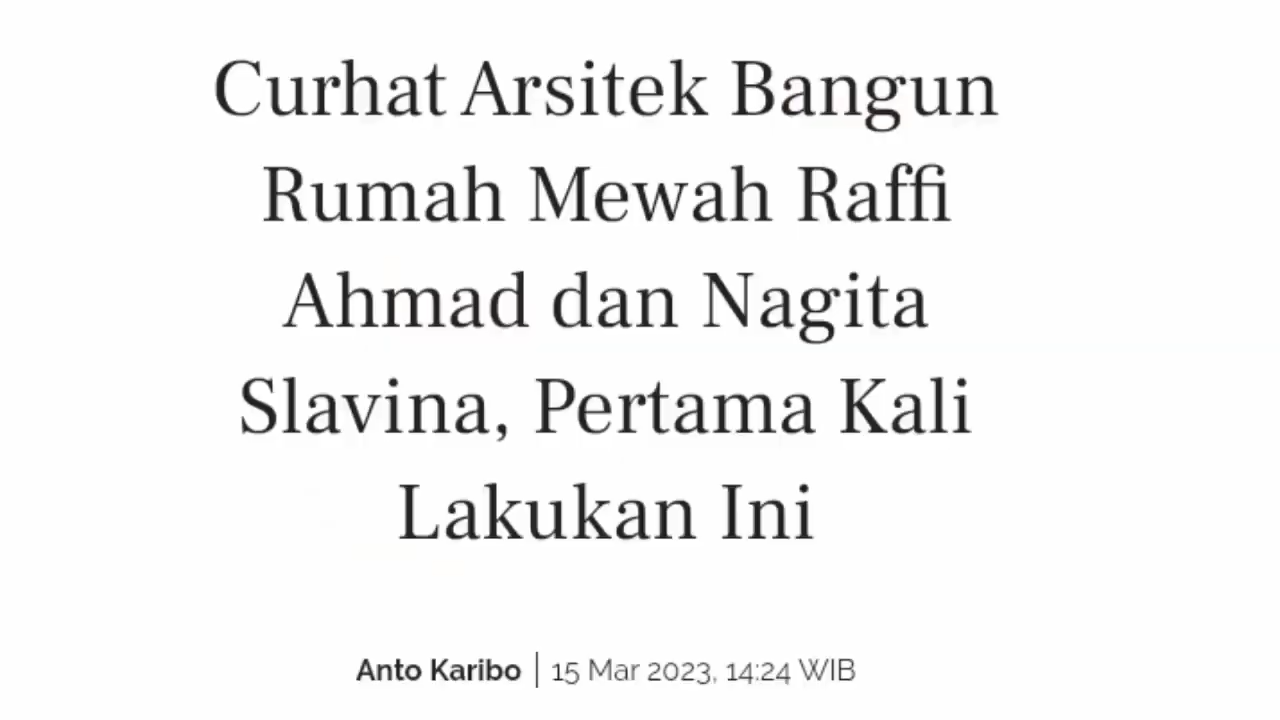 Curhat Arsitek Bangun
Rumah Mewah Raffi
Ahmad dan Nagita
Slavina, Pertama Kali
Lakukan Ini
Anto Karibo | 15 Mar 2023, 14:24 WIB